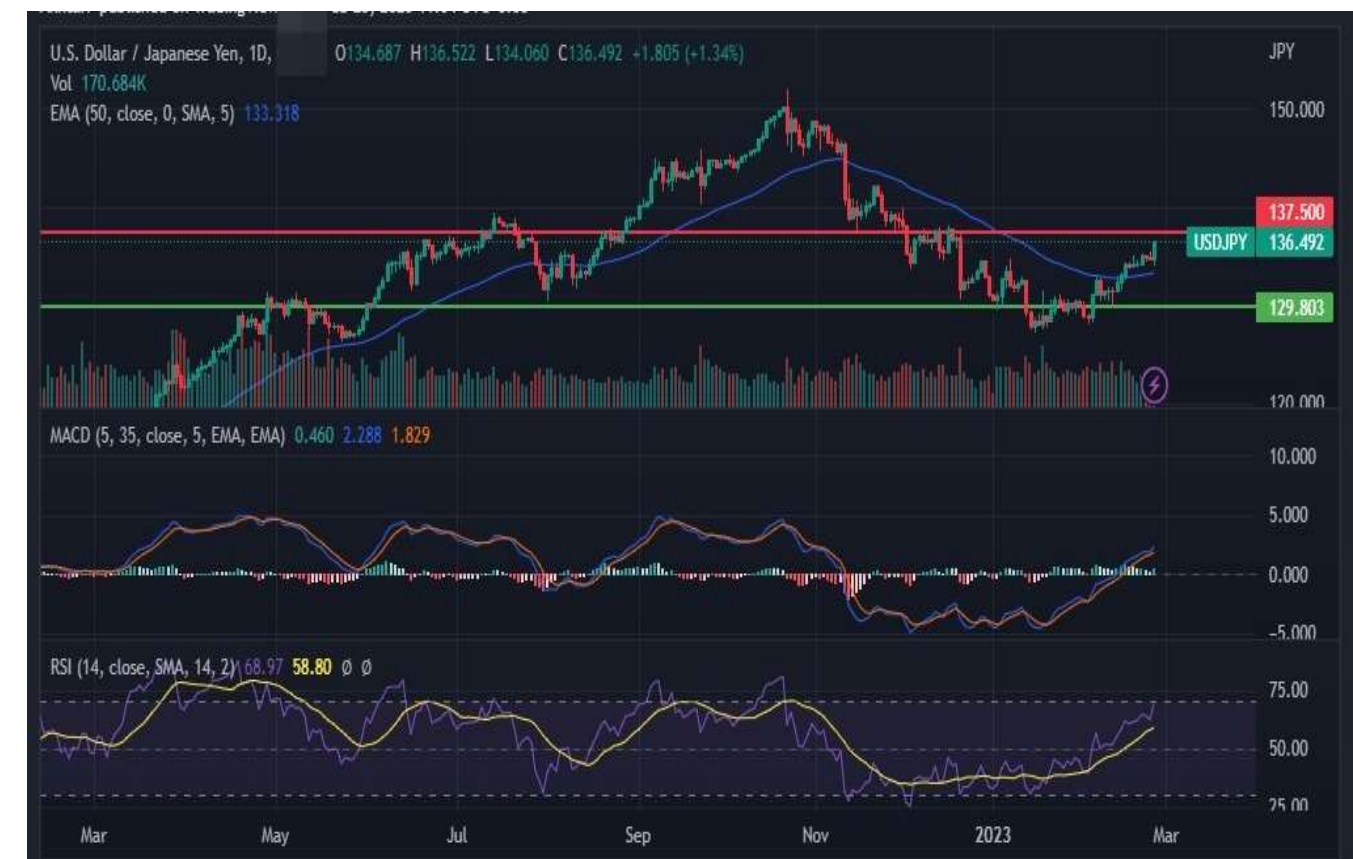 U.S. Dollar / Japanese Yen, 1D, O134.687 H136.522 L134.060 C136.492 +1.805 (+1.34%)
JPY
Vol 170.684K
EMA (50, close, 0, SMA, 5) 133.318
150.000
137.500
USDJPY 136.492
129.803
120.000
MACD (5, 35, close, 5, EMA, EMA) 0.460 2.288 1.829
10.000
5.000
0.000
-5.000
RSI (14, close, SMA, 14, 2) 68.97 58.80 ø ø
75.00
50.00
25.00
Mar May Jul Sep Nov 2023 Mar